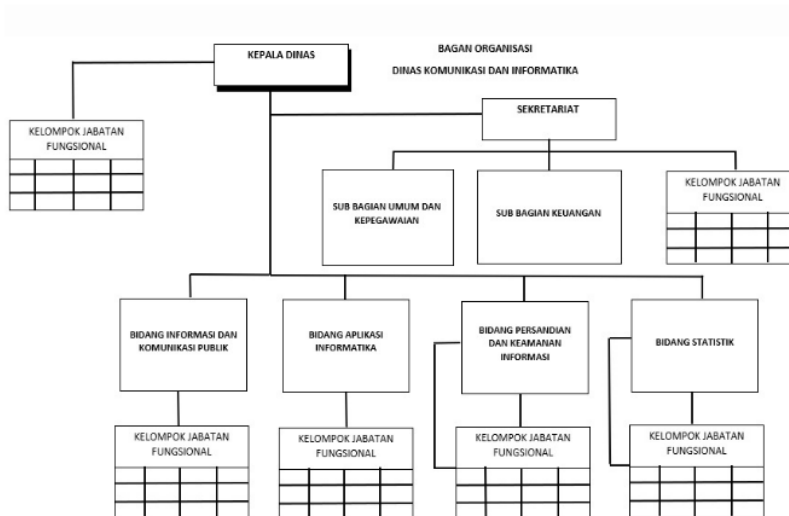 KEPALA DINAS
BAGAN ORGANISASI
DINAS KOMUNIKASI DAN INFORMATIKA
SEKRETARIAT
KELOMPOK JABATAN
FUNGSIONAL
SUB BAGIAN UMUM DAN
KEPEGAWAIAN
SUB BAGIAN KEUANGAN
KELOMPOK JABATAN
FUNGSIONAL
BIDANG INFORMASI DAN
KOMUNIKASI PUBLIK
BIDANG APLIKASI
INFORMATIKA
BIDANG PERSANDIAN
DAN KEAMANAN
INFORMASI
BIDANG STATISTIK
KELOMPOK JABATAN
FUNGSIONAL
KELOMPOK JABATAN
FUNGSIONAL
KELOMPOK JABATAN
FUNGSIONAL
KELOMPOK JABATAN
FUNGSIONAL